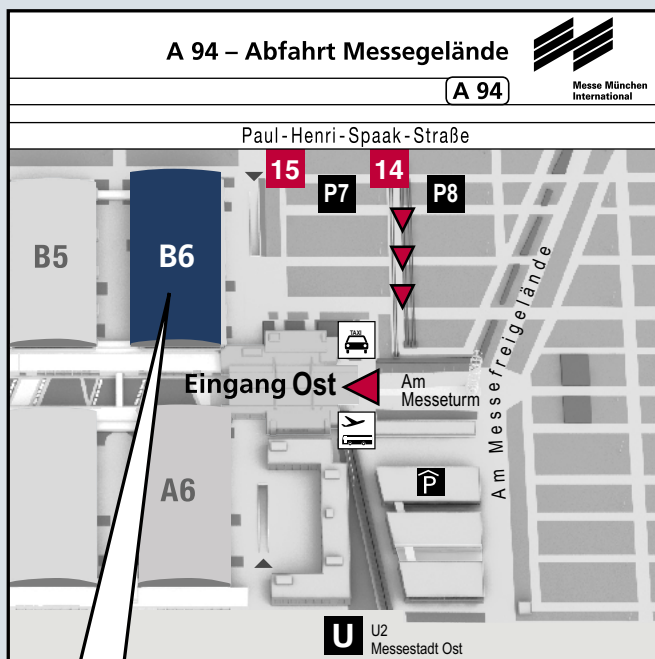 A 94 – Abfahrt Messegelände
Messe München
International
A 94
Paul-Henri-Spaak-Straße
15
14
P7
P8
B5
B6
TAXI
Eingang Ost
Am
Messeturm
Am Messefreigelände
A6
P
U
U2
Messestadt Ost